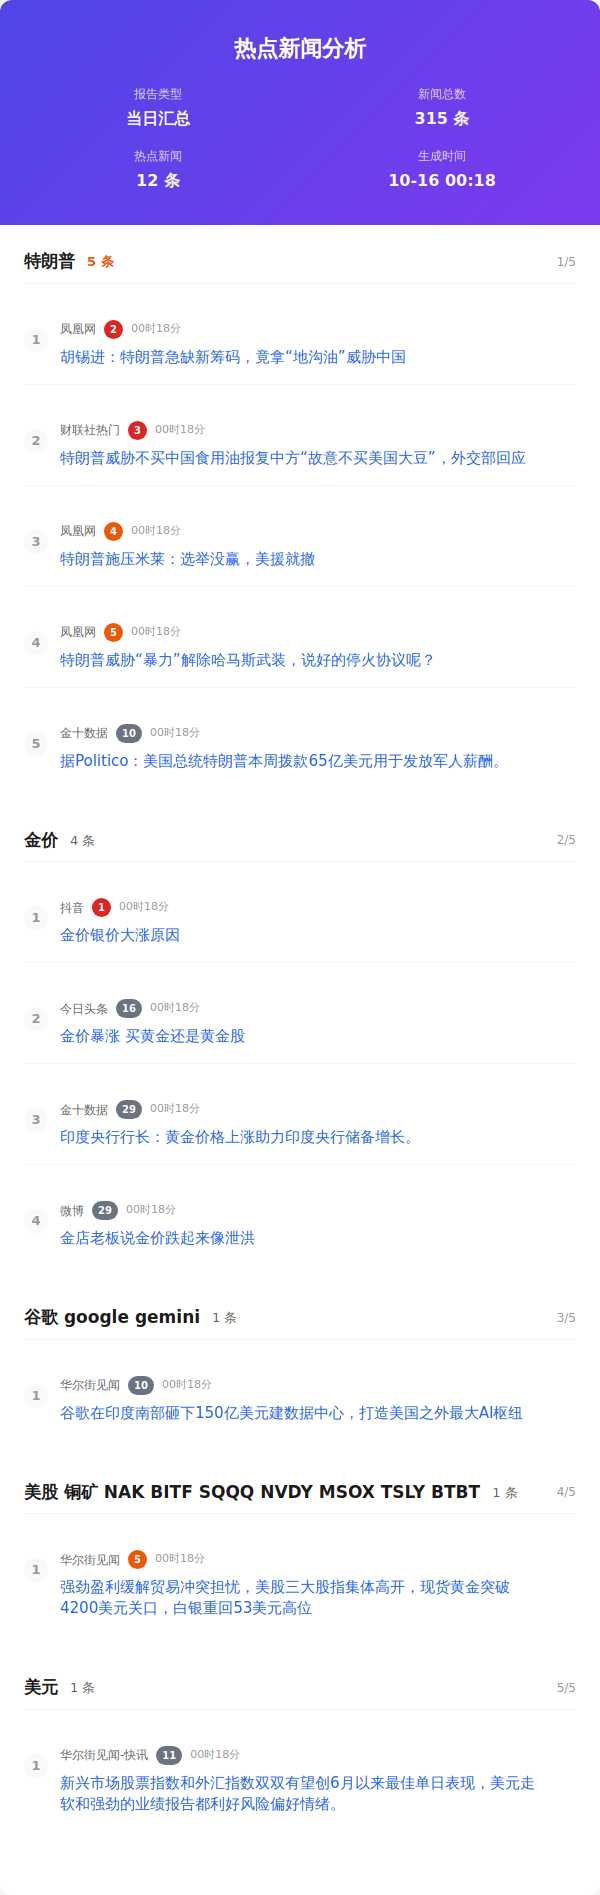 热点新闻分析
报告类型
当日汇总
新闻总数
315 条
热点新闻
12 条
生成时间
10-16 00:18
特朗普 5 条 1/5
1
凤凰网 2 00时18分
胡锡进：特朗普急缺新筹码，竟拿“地沟油”威胁中国
2
财联社热门 3 00时18分
特朗普威胁不买中国食用油报复中方“故意不买美国大豆”，外交部回应
3
凤凰网 4 00时18分
特朗普施压米莱：选举没赢，美援就撤
4
凤凰网 5 00时18分
特朗普威胁“暴力”解除哈马斯武装，说好的停火协议呢？
5
金十数据 10 00时18分
据Politico：美国总统特朗普本周拨款65亿美元用于发放军人薪酬。
金价 4 条 2/5
1
抖音 1 00时18分
金价银价大涨原因
2
今日头条 16 00时18分
金价暴涨 买黄金还是黄金股
3
金十数据 29 00时18分
印度央行行长：黄金价格上涨助力印度央行储备增长。
4
微博 29 00时18分
金店老板说金价跌起来像泄洪
谷歌 google gemini 1 条 3/5
1
华尔街见闻 10 00时18分
谷歌在印度南部砸下150亿美元建数据中心，打造美国之外最大AI枢纽
美股 铜矿 NAK BITF SQQQ NVDY MSOX TSLY BTBT 1 条 4/5
1
华尔街见闻 5 00时18分
强劲盈利缓解贸易冲突担忧，美股三大股指集体高开，现货黄金突破
4200美元关口，白银重回53美元高位
美元 1 条 5/5
1
华尔街见闻-快讯 11 00时18分
新兴市场股票指数和外汇指数双双有望创6月以来最佳单日表现，美元走
软和强劲的业绩报告都利好风险偏好情绪。